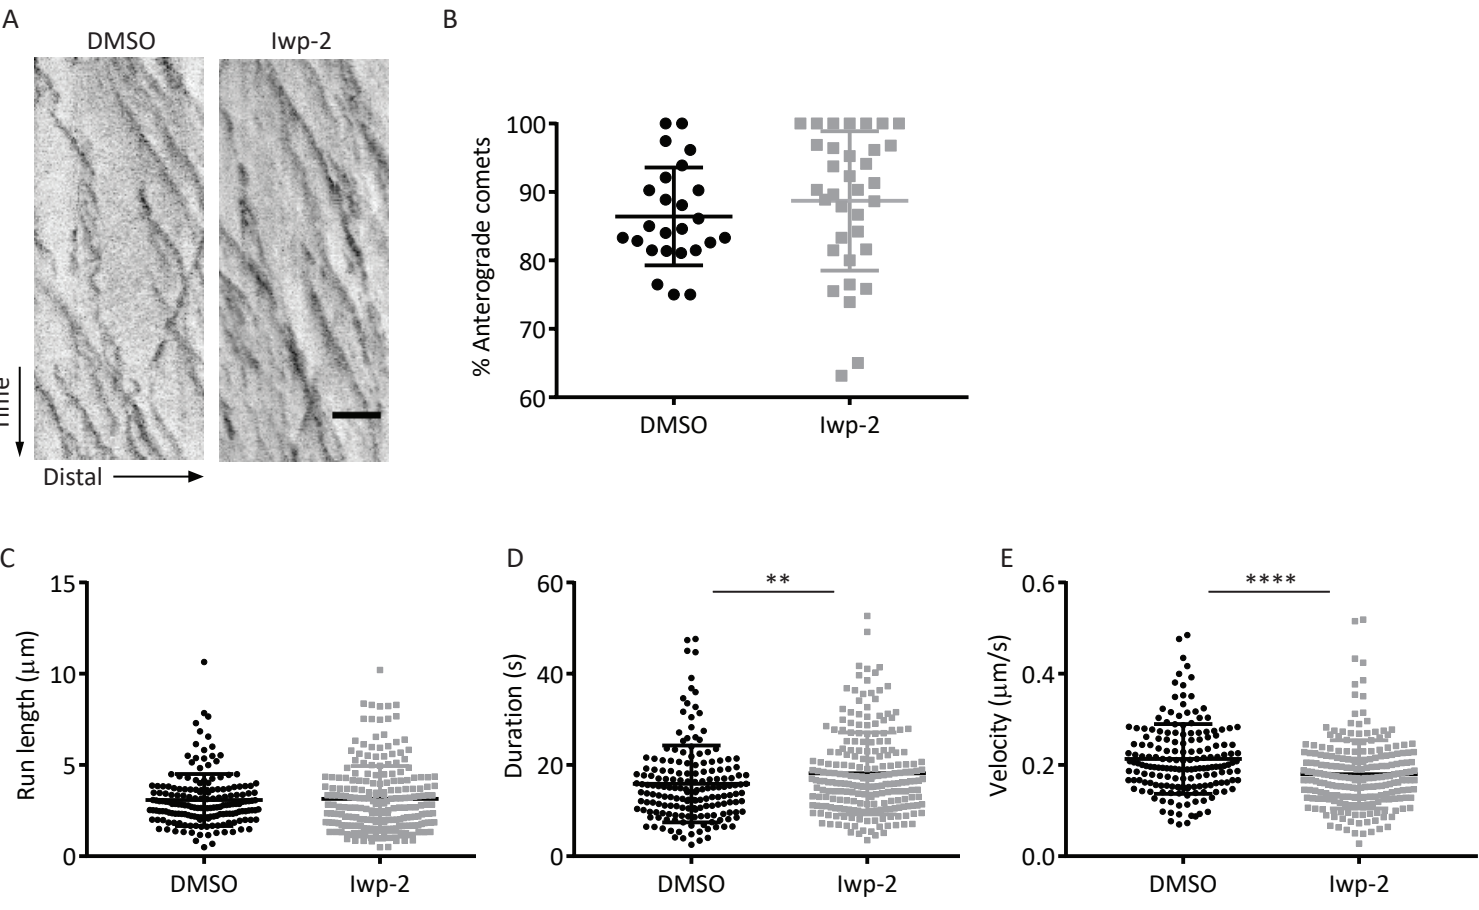 A
DMSO
Iwp-2
Time
Distal
B
% Anterograde comets
100
90
80
70
60
DMSO
Iwp-2
C
Run length (μm)
15
10
5
0
DMSO
Iwp-2
D
Duration (s)
60
40
20
0
**
DMSO
Iwp-2
E
Velocity (μm/s)
0.6
0.4
0.2
0.0
****
DMSO
Iwp-2